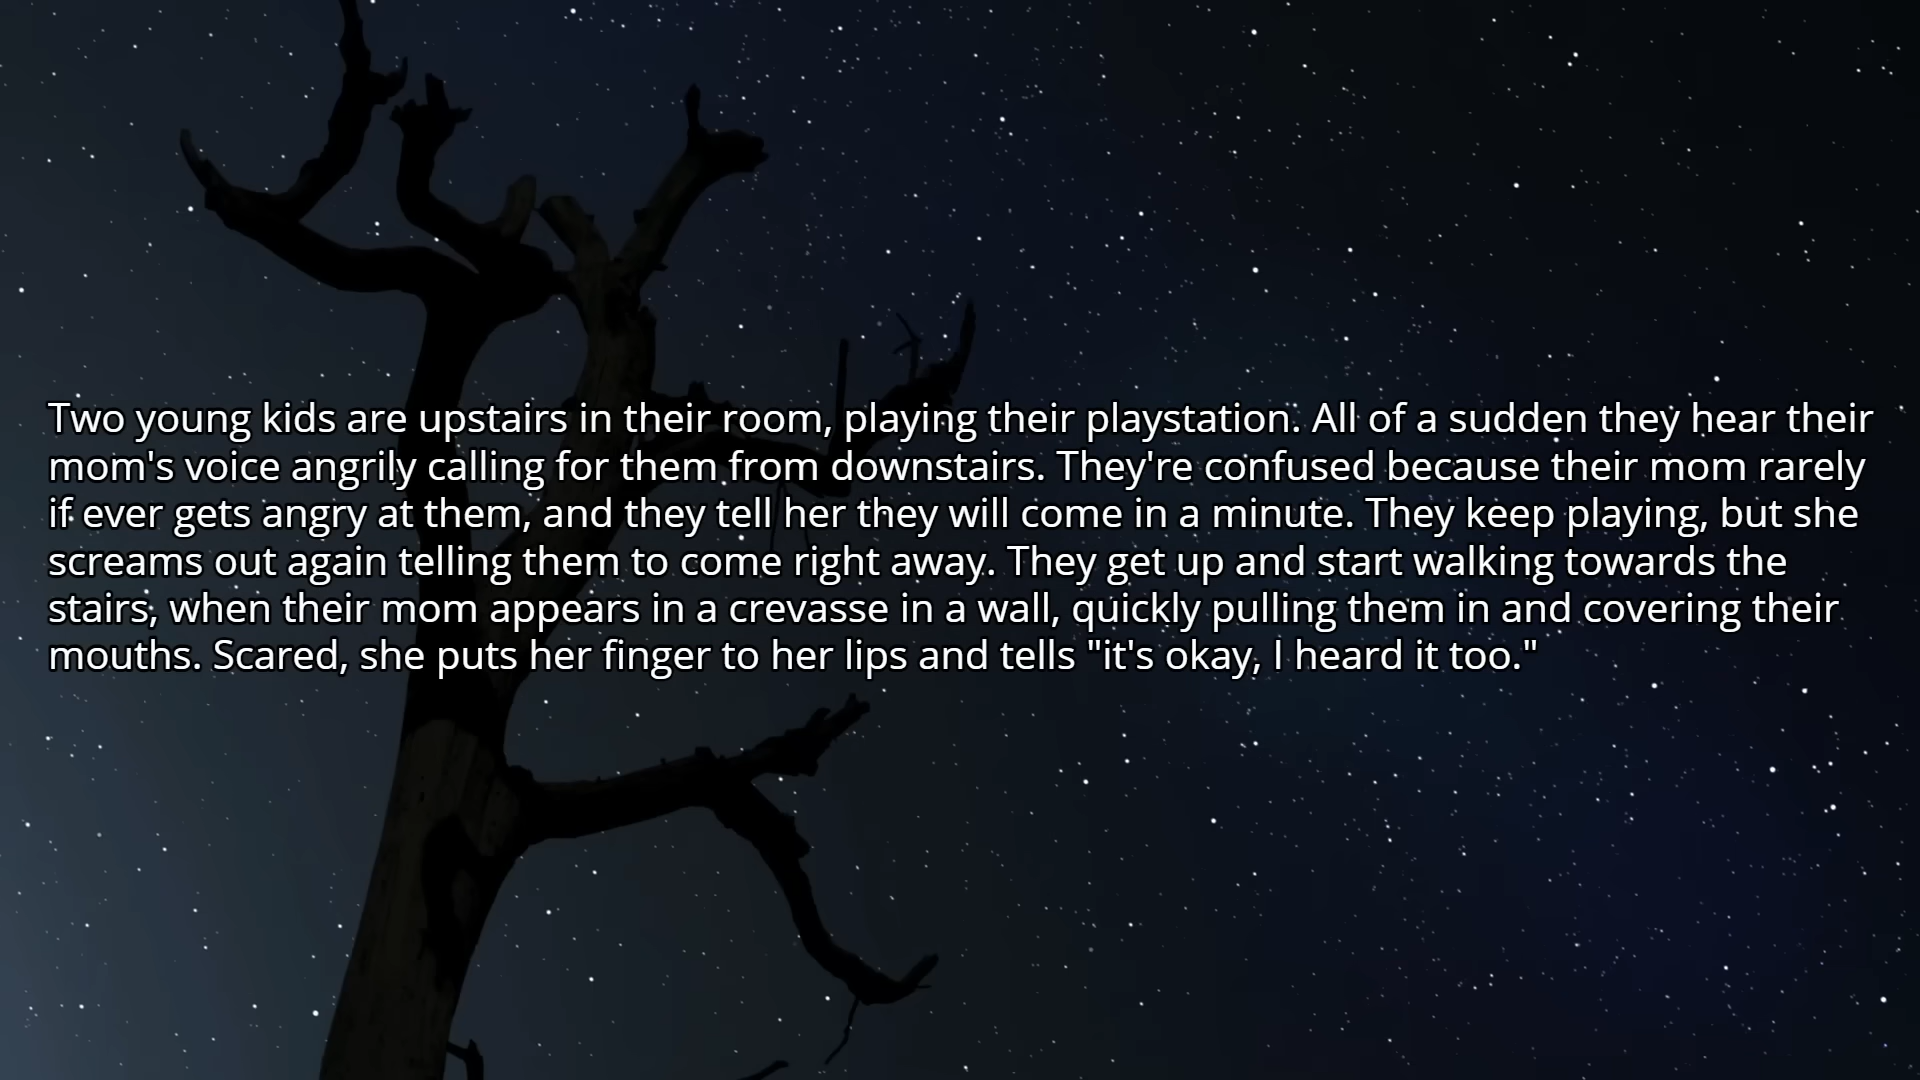 Two young kids are upstairs in their room, playing their playstation. All of a sudden they hear their
mom's voice angrily calling for them from downstairs. They're confused because their mom rarely
if ever gets angry at them, and they tell her they will come in a minute. They keep playing, but she
screams out again telling them to come right away. They get up and start walking towards the
stairs, when their mom appears in a crevasse in a wall, quickly pulling them in and covering their
mouths. Scared, she puts her finger to her lips and tells "it's okay, I heard it too."